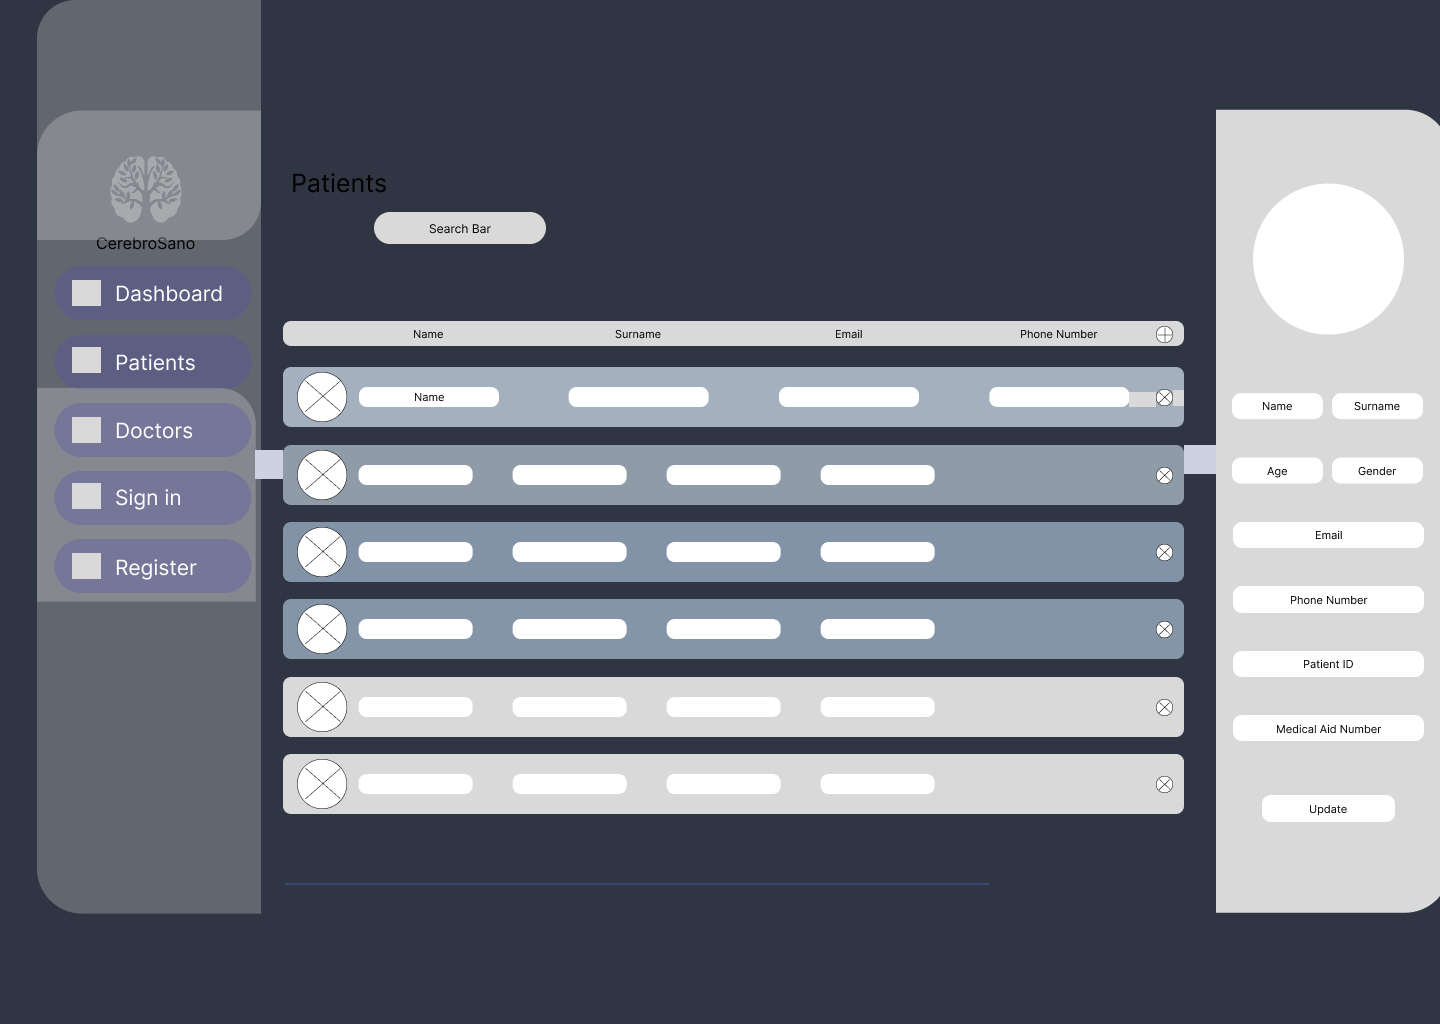 CerebroSano
Dashboard
Patients
Doctors
Sign in
Register
Patients
Search Bar
Name Surname Email Phone Number
Name
Name Surname
Age Gender
Email
Phone Number
Patient ID
Medical Aid Number
Update